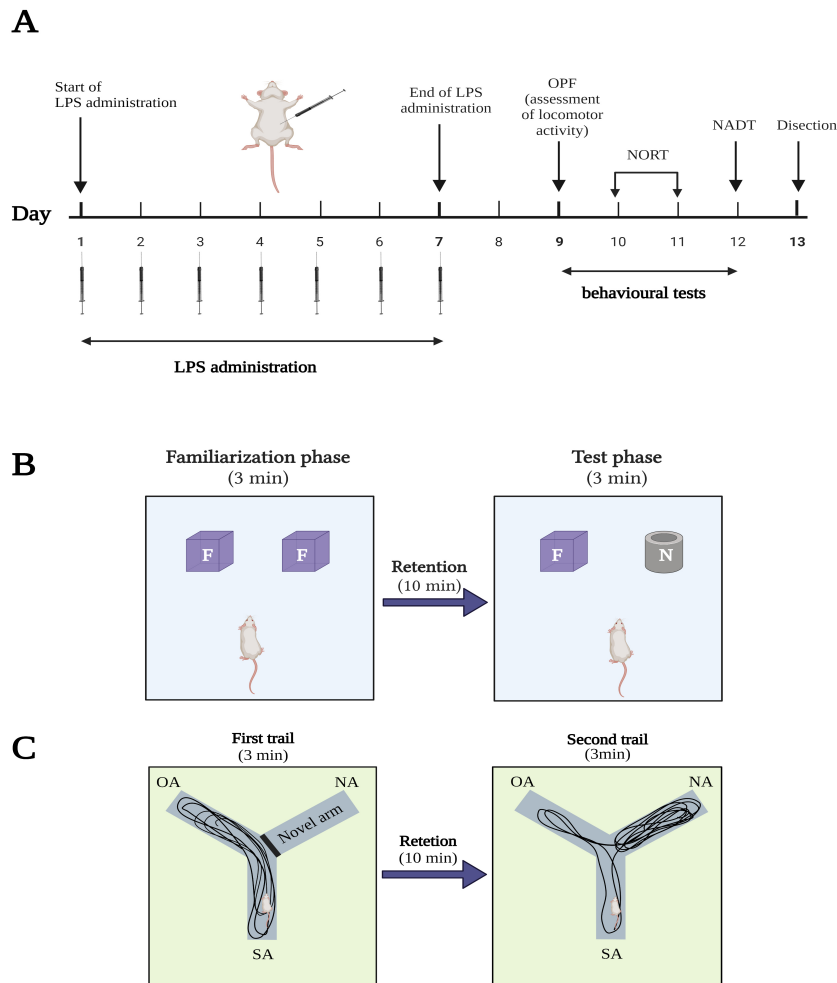 A
Start of
LPS administration
End of LPS
administration
OPF
(assessment
of locomotor
activity)
NORT
NADT
Disection
Day
1 2 3 4 5 6 7 8 9 10 11 12 13
behavioural tests
LPS administration
B
Familiarization phase
(3 min)
Test phase
(3 min)
F F
Retention
(10 min)
F N
C
First trail
(3 min)
Second trail
(3min)
OA NA
Novel arm
SA
Retetion
(10 min)
OA NA
SA